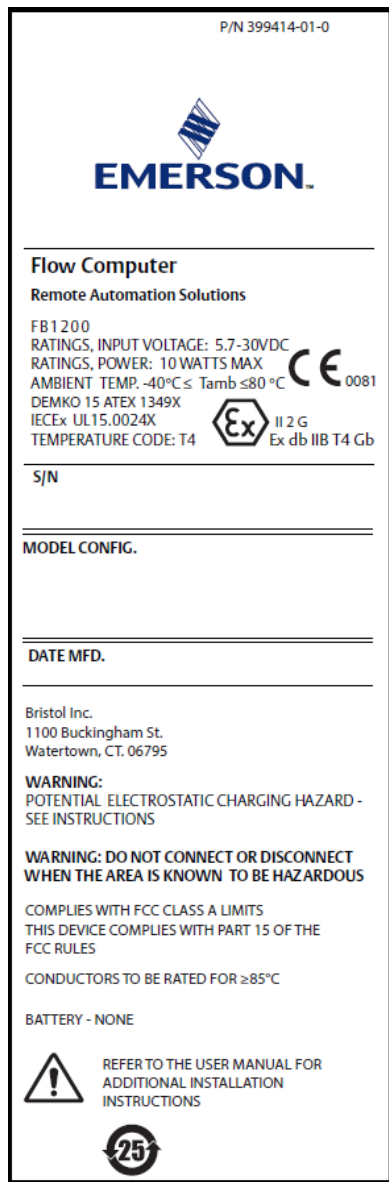 P/N 399414-01-0
EMERSON™
Flow Computer
Remote Automation Solutions
FB1200
RATINGS, INPUT VOLTAGE: 5.7-30VDC
RATINGS, POWER: 10 WATTS MAX
AMBIENT TEMP. -40°C ≤ Tamb ≤80 °C
CE 0081
DEMKO 15 ATEX 1349X
IECEx UL15.0024X
TEMPERATURE CODE: T4
Ex II 2 G
Ex db IIB T4 Gb
S/N
MODEL CONFIG.
DATE MFD.
Bristol Inc.
1100 Buckingham St.
Watertown, CT. 06795
WARNING:
POTENTIAL ELECTROSTATIC CHARGING HAZARD -
SEE INSTRUCTIONS
WARNING: DO NOT CONNECT OR DISCONNECT
WHEN THE AREA IS KNOWN TO BE HAZARDOUS
COMPLIES WITH FCC CLASS A LIMITS
THIS DEVICE COMPLIES WITH PART 15 OF THE
FCC RULES
CONDUCTORS TO BE RATED FOR ≥85°C
BATTERY - NONE
REFER TO THE USER MANUAL FOR
ADDITIONAL INSTALLATION
INSTRUCTIONS
25